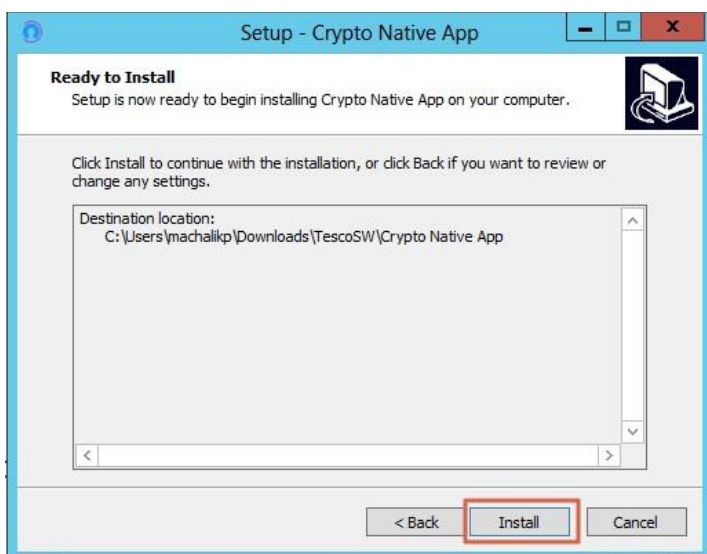 Setup - Crypto Native App
Ready to Install
Setup is now ready to begin installing Crypto Native App on your computer.
Click Install to continue with the installation, or click Back if you want to review or
change any settings.
Destination location:
C:\Users\machalikp\Downloads\TescoSW\Crypto Native App
< Back
Install
Cancel